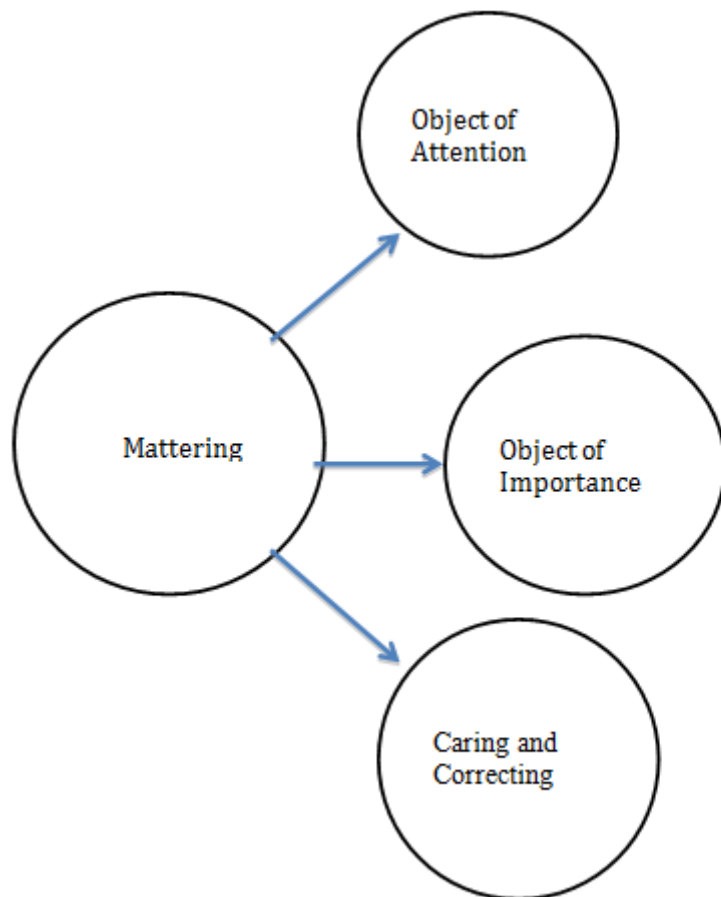 Object of
Attention
Mattering
Object of
Importance
Caring and
Correcting